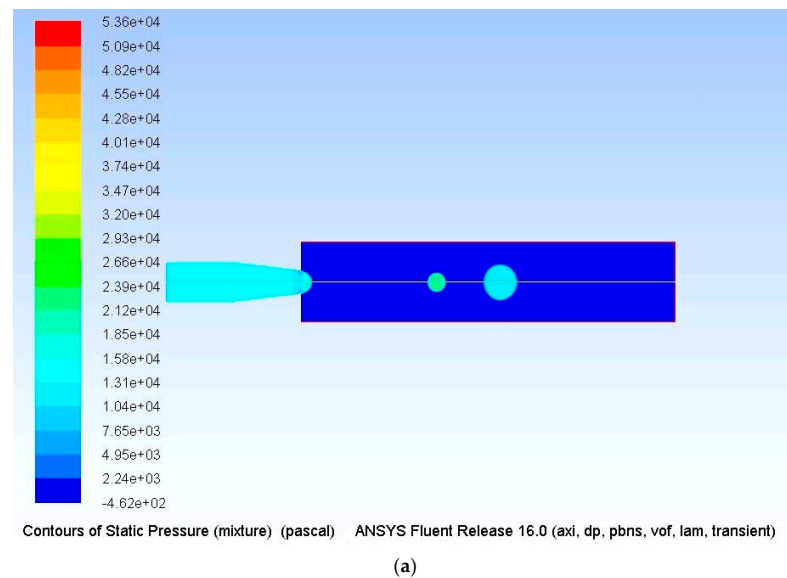 5.36e+04
5.09e+04
4.82e+04
4.55e+04
4.28e+04
4.01e+04
3.74e+04
3.47e+04
3.20e+04
2.93e+04
2.66e+04
2.39e+04
2.12e+04
1.85e+04
1.58e+04
1.31e+04
1.04e+04
7.65e+03
4.95e+03
2.24e+03
-4.62e+02
Contours of Static Pressure (mixture) (pascal) ANSYS Fluent Release 16.0 (axi, dp, pbns, vof, lam, transient)
(a)